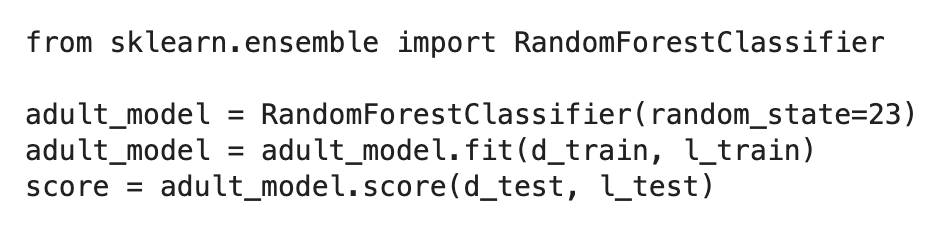 from sklearn.ensemble import RandomForestClassifier
adult_model = RandomForestClassifier(random_state=23)
adult_model = adult_model.fit(d_train, l_train)
score = adult_model.score(d_test, l_test)